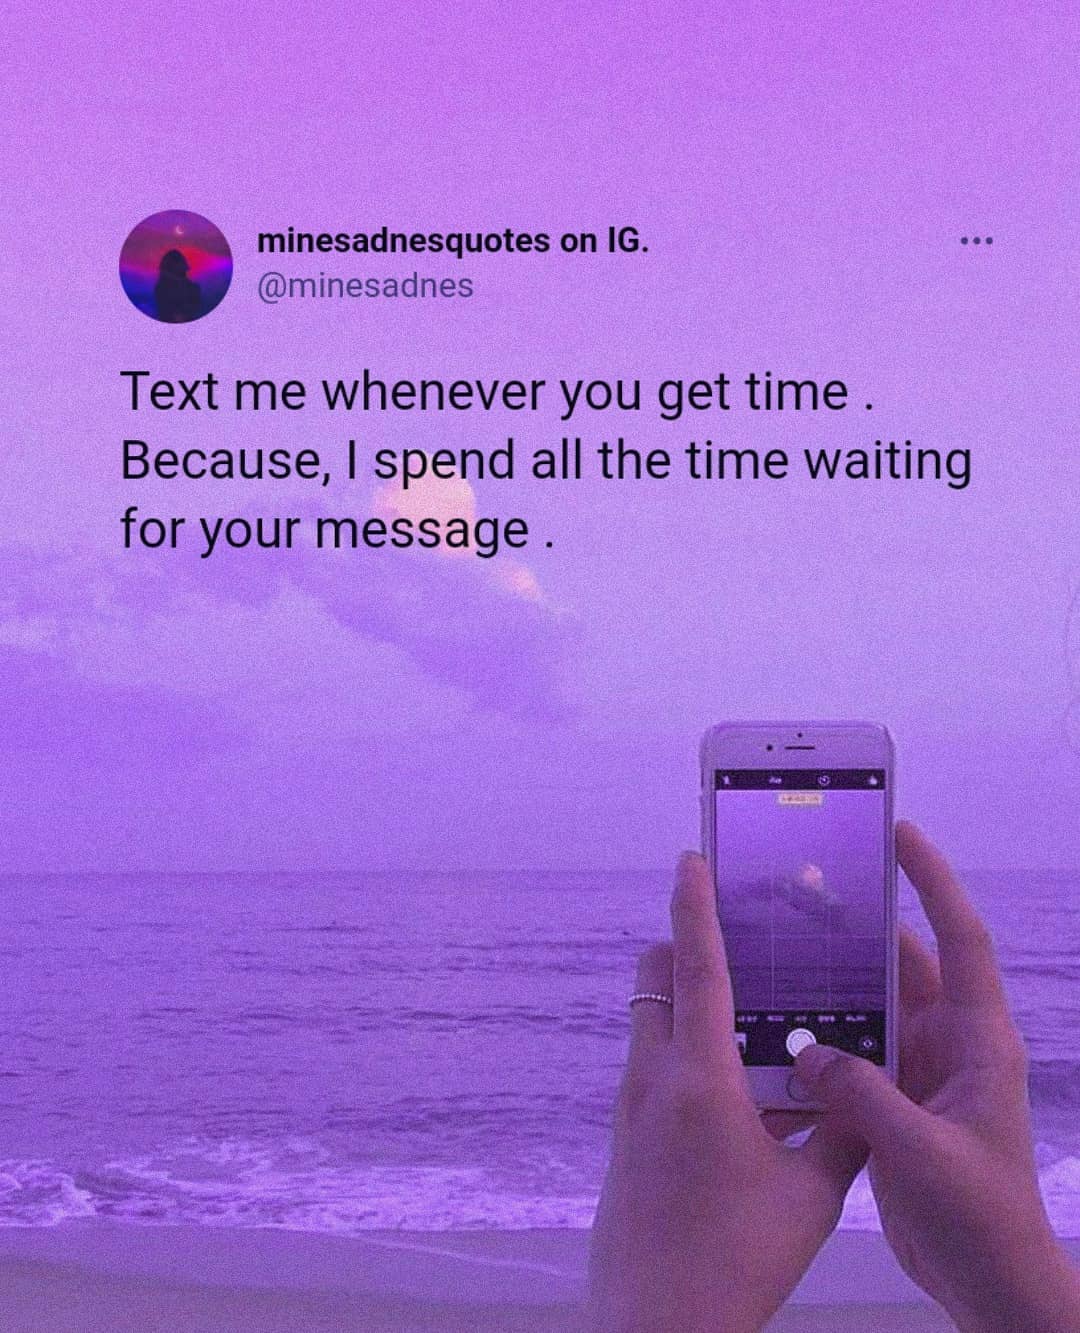 minesadnesquotes on IG.
@minesadnes
Text me whenever you get time .
Because, I spend all the time waiting
for your message .